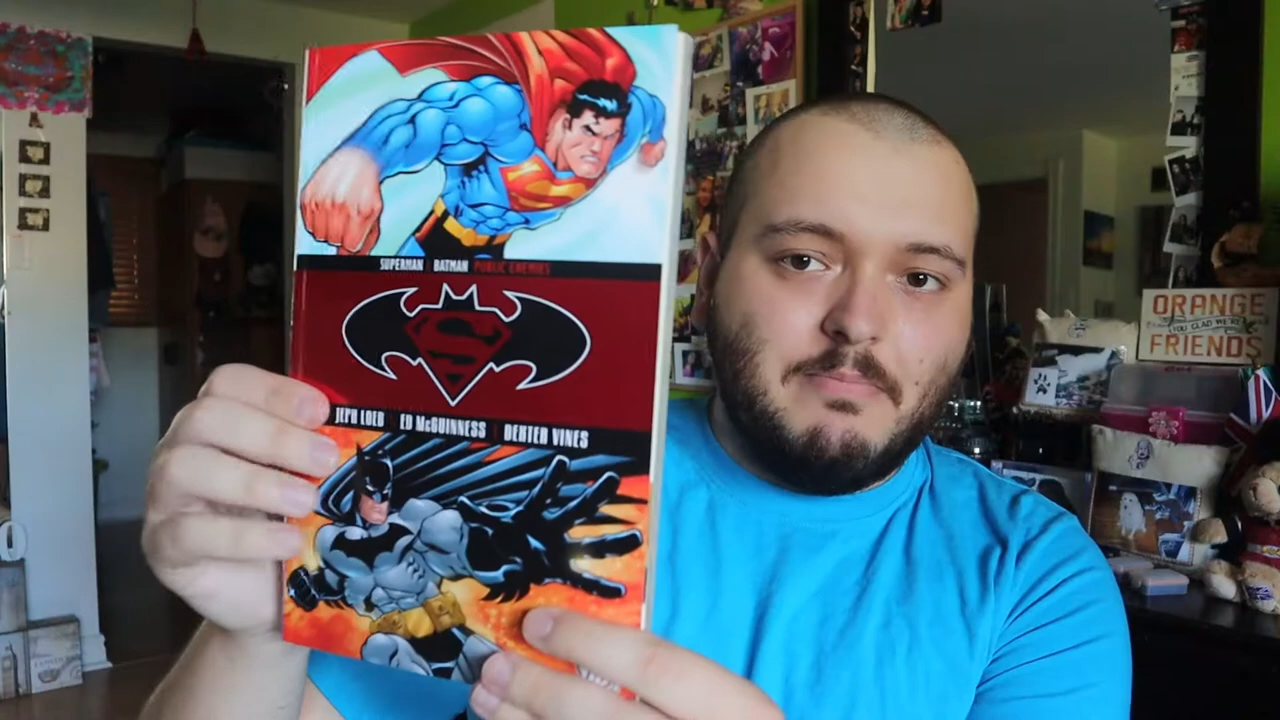 SUPERMAN | BATMAN PUBLIC ENEMIES
JEPH LOEB | ED McGUINNESS | DEXTER VINES
ORANGE
YOU GLAD WE'RE
FRIENDS